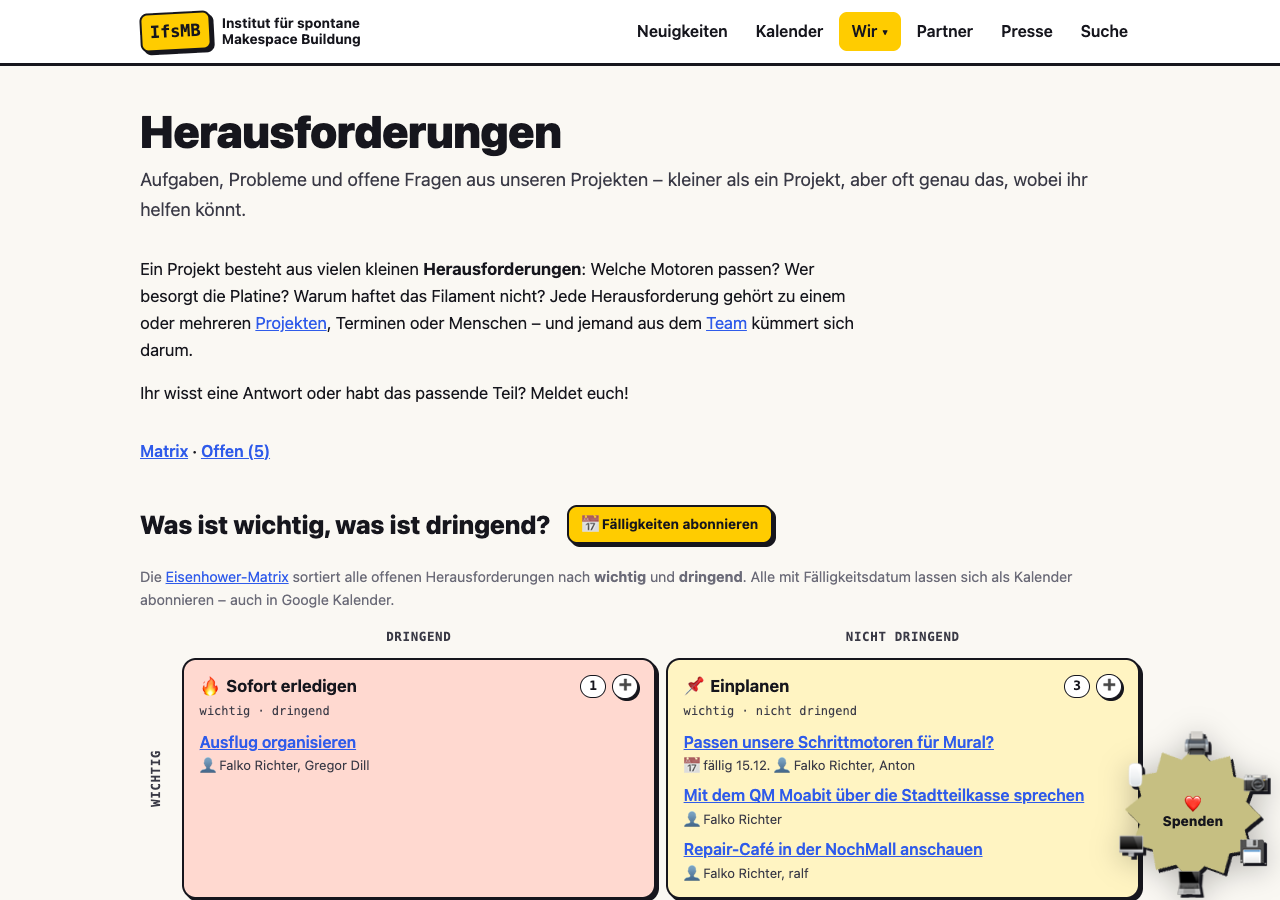 IfsMB
Institut für spontane
Makespace Buildung
Neuigkeiten
Kalender
Wir ▾
Partner
Presse
Suche
Herausforderungen
Aufgaben, Probleme und offene Fragen aus unseren Projekten – kleiner als ein Projekt, aber oft genau das, wobei ihr
helfen könnt.
Ein Projekt besteht aus vielen kleinen Herausforderungen: Welche Motoren passen? Wer
besorgt die Platine? Warum haftet das Filament nicht? Jede Herausforderung gehört zu einem
oder mehreren Projekten, Terminen oder Menschen – und jemand aus dem Team kümmert sich
darum.
Ihr wisst eine Antwort oder habt das passende Teil? Meldet euch!
Matrix · Offen (5)
Was ist wichtig, was ist dringend?
📅 Fälligkeiten abonnieren
Die Eisenhower-Matrix sortiert alle offenen Herausforderungen nach wichtig und dringend. Alle mit Fälligkeitsdatum lassen sich als Kalender
abonnieren – auch in Google Kalender.
DRINGEND
NICHT DRINGEND
WICHTIG
🔥 Sofort erledigen
1 ➕
wichtig · dringend
Ausflug organisieren
👤 Falko Richter, Gregor Dill
📌 Einplanen
3 ➕
wichtig · nicht dringend
Passen unsere Schrittmotoren für Mural?
📅 fällig 15.12. 👤 Falko Richter, Anton
Mit dem QM Moabit über die Stadtteilkasse sprechen
👤 Falko Richter
Repair-Café in der NochMall anschauen
👤 Falko Richter, ralf
❤️
Spenden